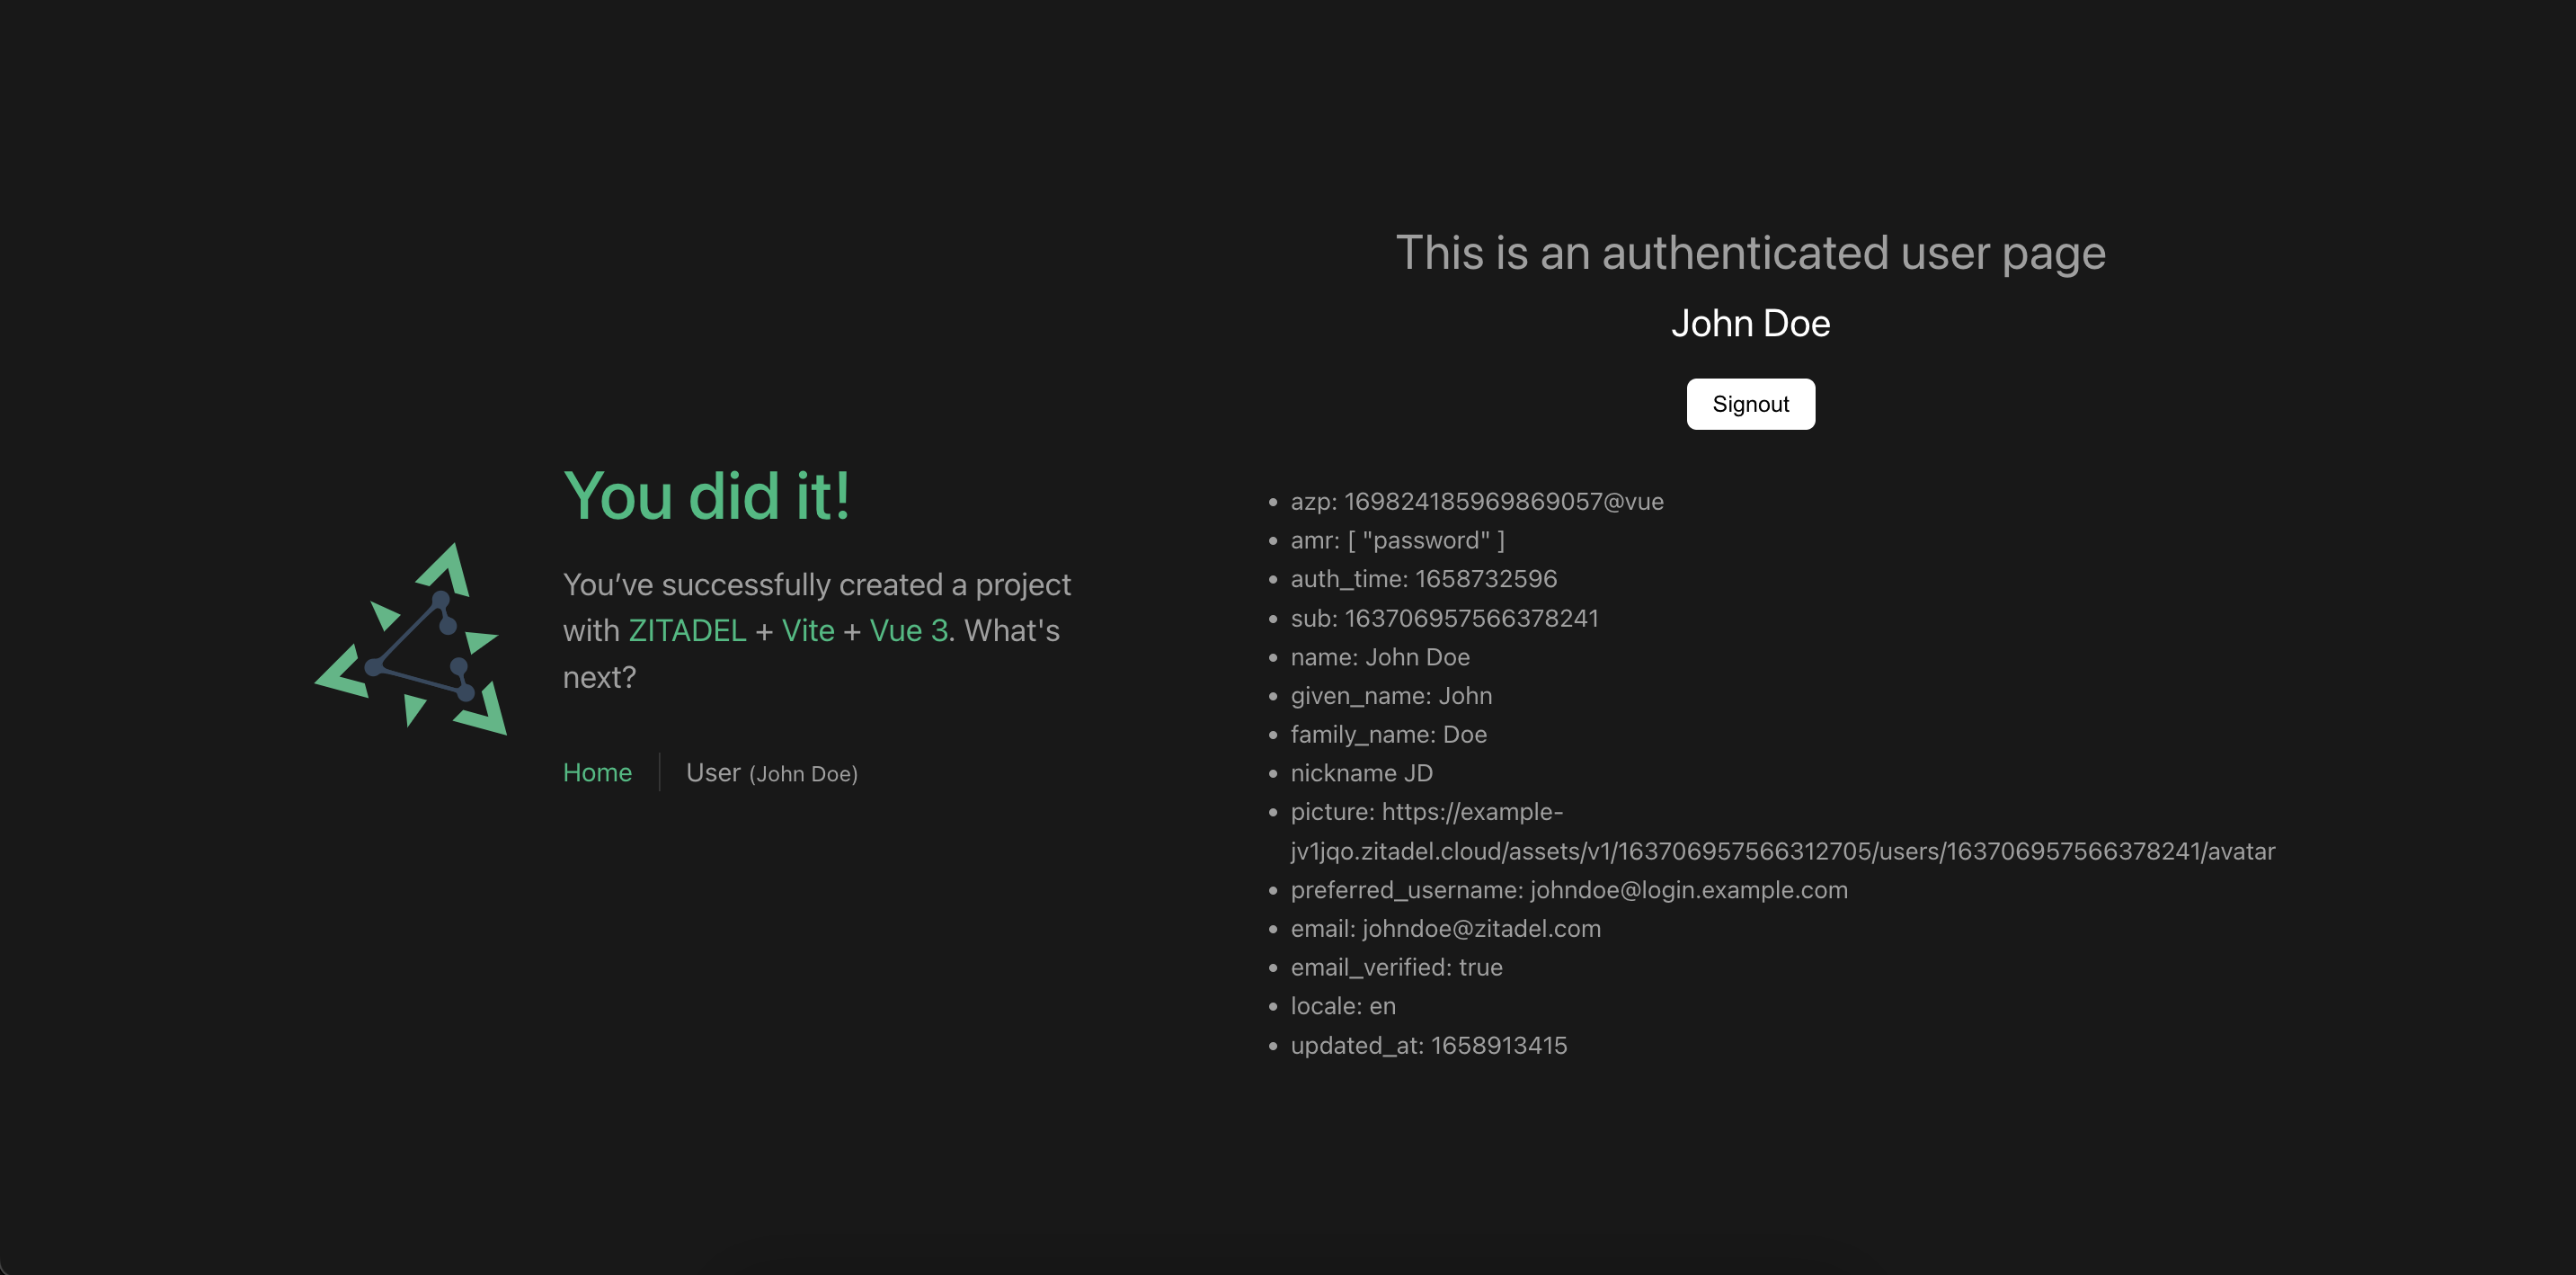 You did it!
You’ve successfully created a project
with ZITADEL + Vite + Vue 3. What's
next?
Home
User (John Doe)
This is an authenticated user page
John Doe
Signout
• azp: 169824185969869057@vue
• amr: [ "password" ]
• auth_time: 1658732596
• sub: 163706957566378241
• name: John Doe
• given_name: John
• family_name: Doe
• nickname JD
• picture: https://example-
jv1jqo.zitadel.cloud/assets/v1/163706957566312705/users/163706957566378241/avatar
• preferred_username: johndoe@login.example.com
• email: johndoe@zitadel.com
• email_verified: true
• locale: en
• updated_at: 1658913415